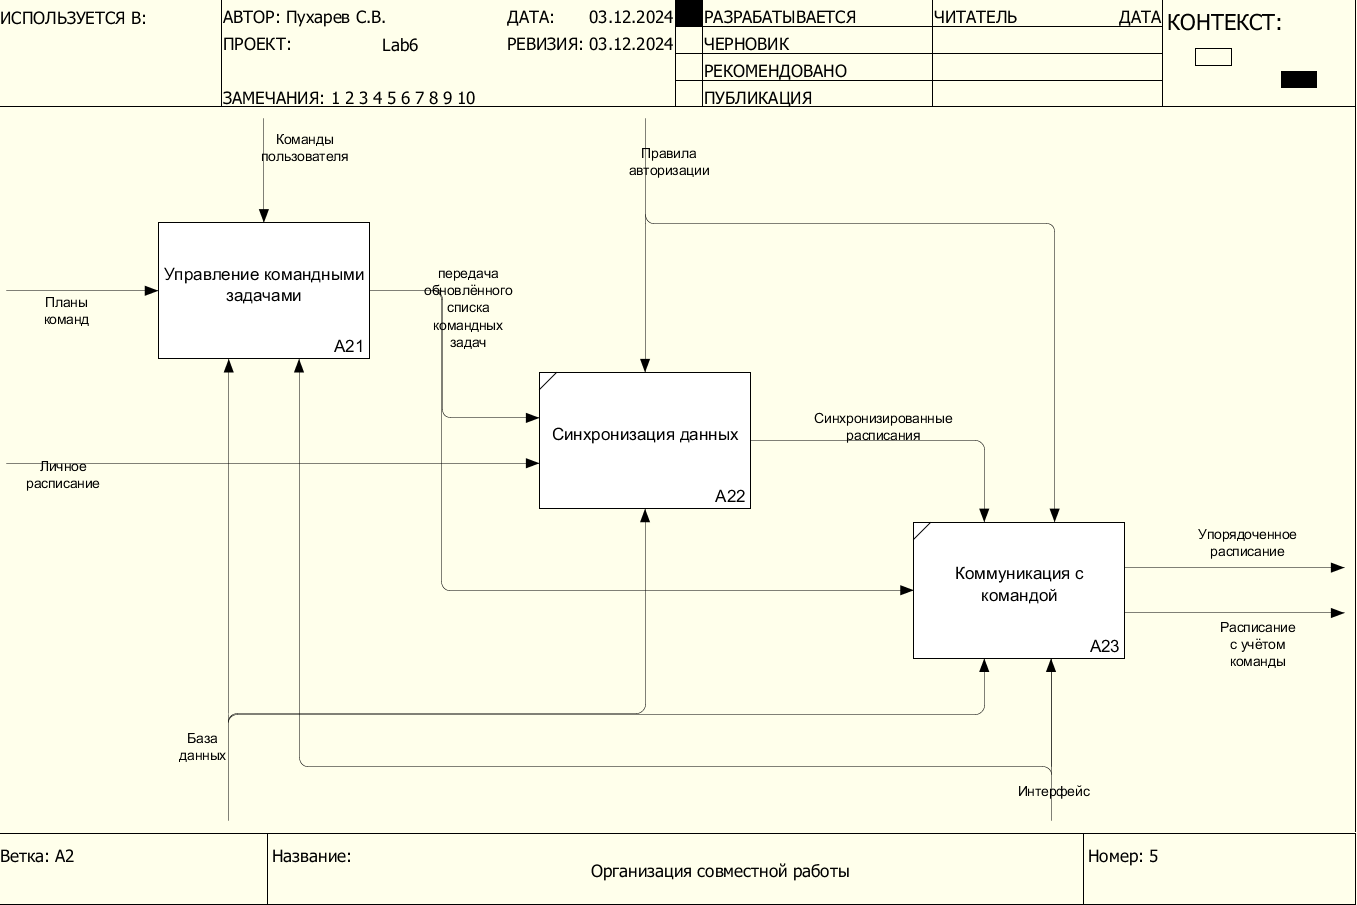 ИСПОЛЬЗУЕТСЯ В:
АВТОР: Пухарев С.В.
ДАТА: 03.12.2024
ПРОЕКТ: Lab6
РЕВИЗИЯ: 03.12.2024
ЗАМЕЧАНИЯ: 1 2 3 4 5 6 7 8 9 10
РАЗРАБАТЫВАЕТСЯ
ЧЕРНОВИК
РЕКОМЕНДОВАНО
ПУБЛИКАЦИЯ
ЧИТАТЕЛЬ
ДАТА
КОНТЕКСТ:
Команды
пользователя
Правила
авторизации
Управление командными
задачами
A21
Планы
команд
передача
обновлённого
списка
командных
задач
Синхронизация данных
A22
Синхронизированные
расписания
Личное
расписание
Коммуникация с
командой
A23
Упорядоченное
расписание
Расписание
с учётом
команды
База
данных
Интерфейс
Ветка: A2
Название:
Организация совместной работы
Номер: 5